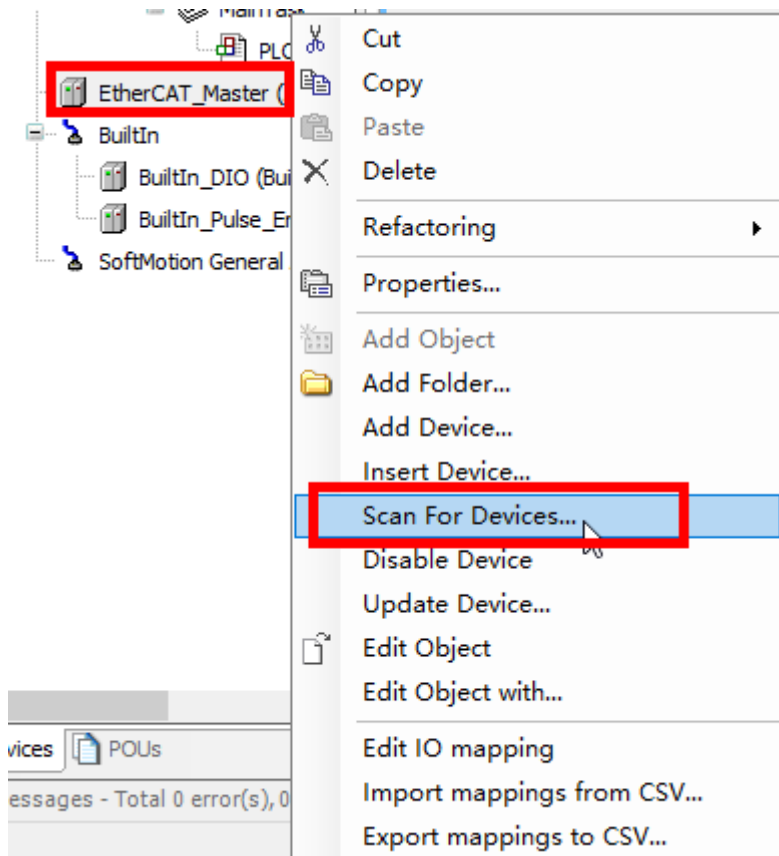 MainTask
PLC
EtherCAT_Master (
BuiltIn
BuiltIn_DIO (Bui
BuiltIn_Pulse_En
SoftMotion General
Cut
Copy
Paste
Delete
Refactoring
Properties...
Add Object
Add Folder...
Add Device...
Insert Device...
Scan For Devices...
Disable Device
Update Device...
Edit Object
Edit Object with...
Edit IO mapping
Import mappings from CSV...
Export mappings to CSV...
vices
POUs
essages - Total 0 error(s), 0